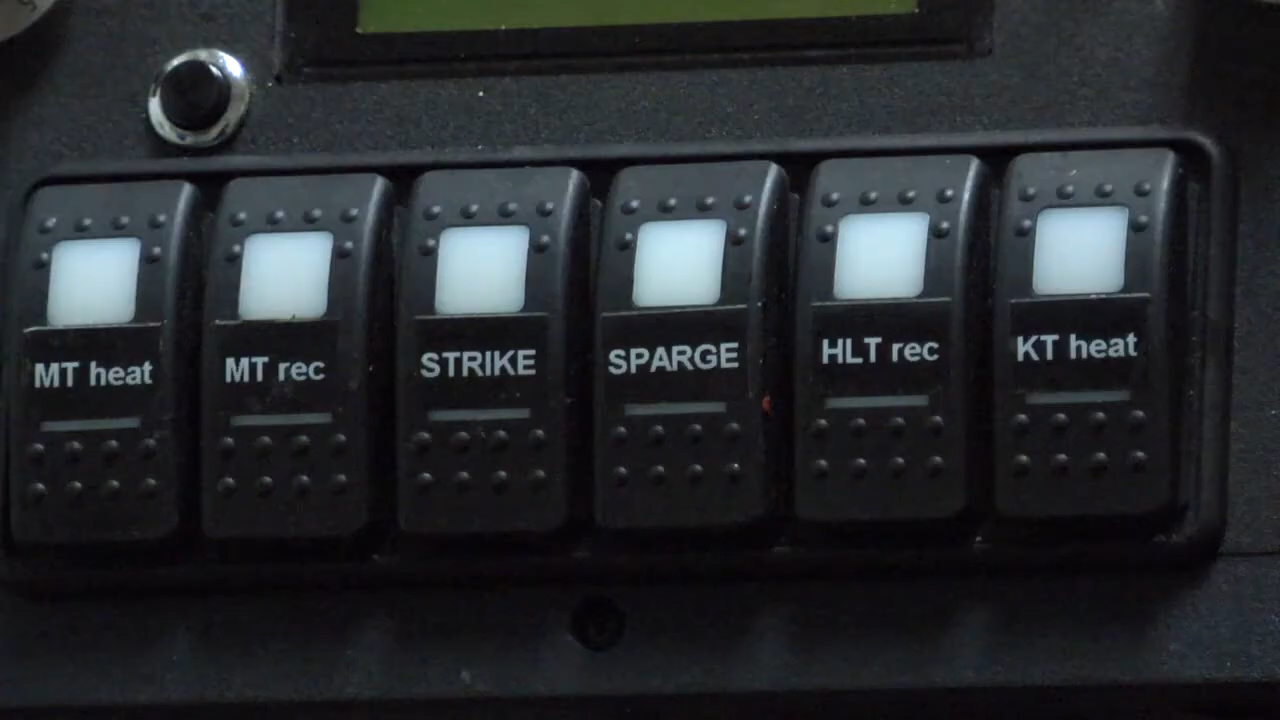 MT heat
MT rec
STRIKE
SPARGE
HLT rec
KT heat